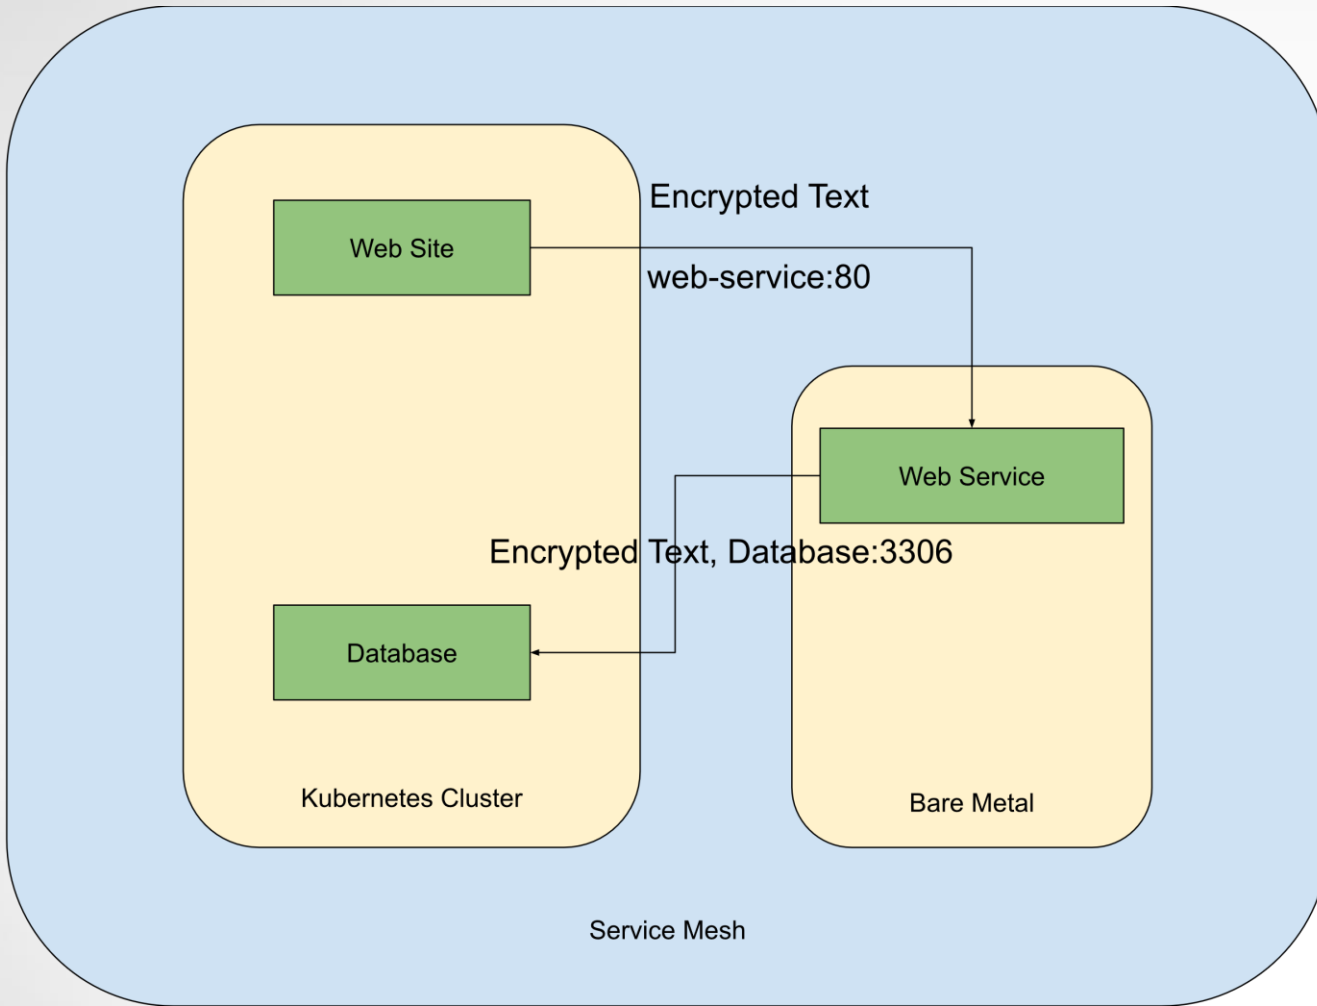 Encrypted Text
Web Site
web-service:80
Web Service
Encrypted Text, Database:3306
Database
Kubernetes Cluster
Bare Metal
Service Mesh